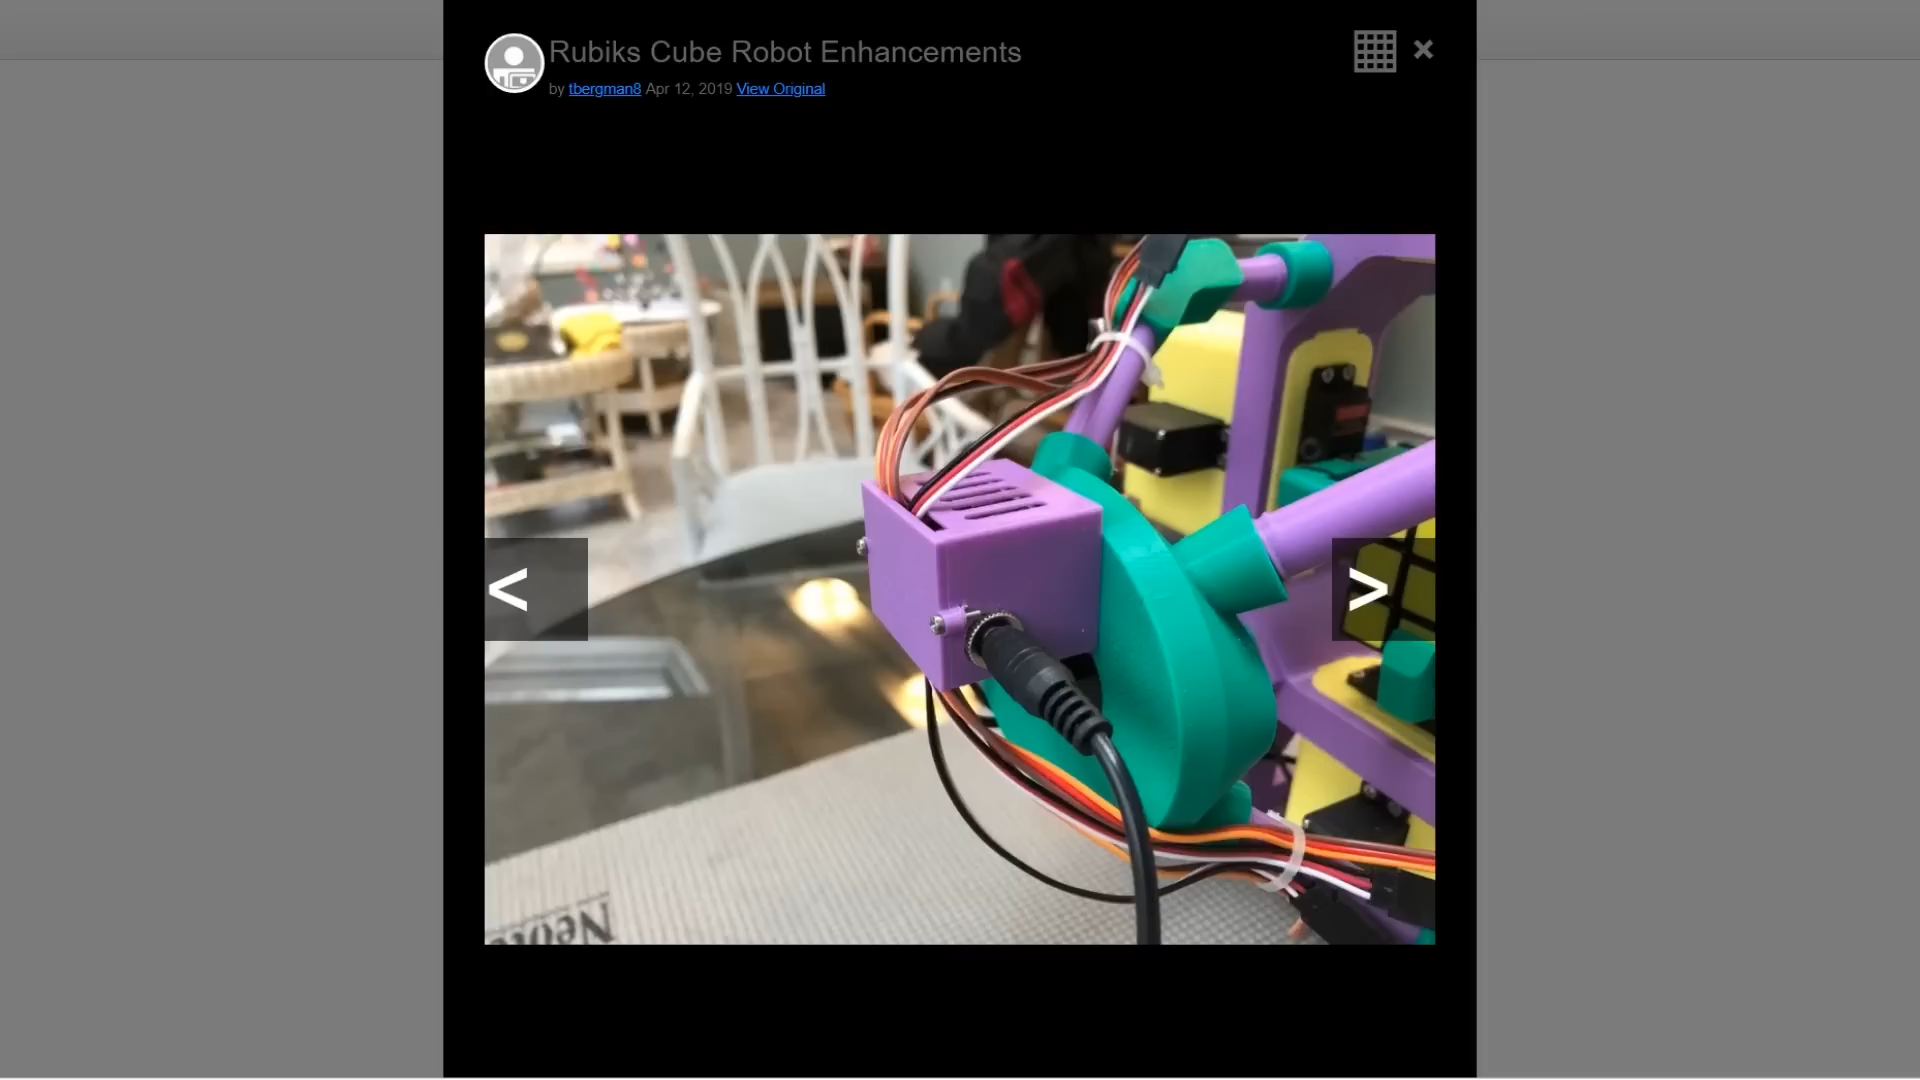 Rubiks Cube Robot Enhancements
by tbergman8 Apr 12, 2019 View Original
< >